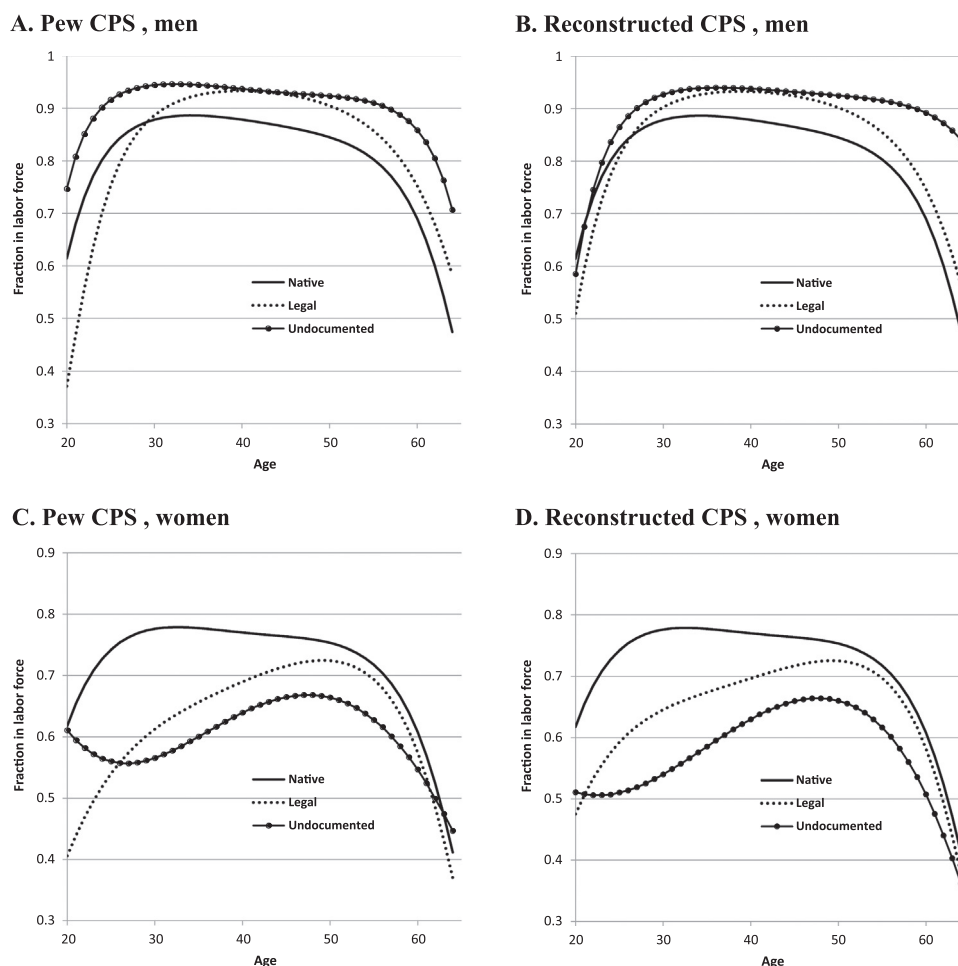 A. Pew CPS , men
1
0.9
0.8
0.7
0.6
0.5
0.4
0.3
Fraction in labor force
Native
Legal
Undocumented
20 30 40 50 60
Age
B. Reconstructed CPS , men
1
0.9
0.8
0.7
0.6
0.5
0.4
0.3
Fraction in labor force
Native
Legal
Undocumented
20 30 40 50 60
Age
C. Pew CPS , women
0.9
0.8
0.7
0.6
0.5
0.4
0.3
Fraction in labor force
Native
Legal
Undocumented
20 30 40 50 60
Age
D. Reconstructed CPS , women
0.9
0.8
0.7
0.6
0.5
0.4
0.3
Fraction in labor force
Native
Legal
Undocumented
20 30 40 50 60
Age